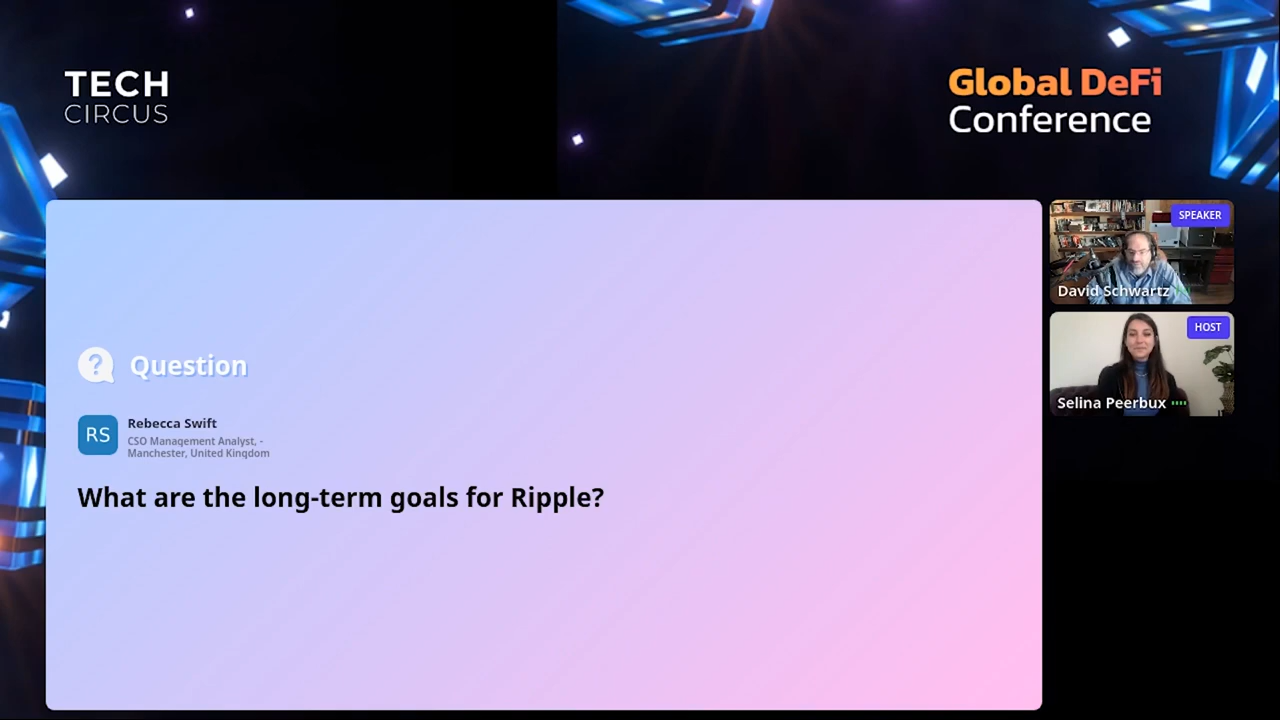 TECH
CIRCUS
Global DeFi
Conference
SPEAKER
David Schwartz
HOST
Selina Peerbux
Question
RS
Rebecca Swift
CSO Management Analyst, -
Manchester, United Kingdom
What are the long-term goals for Ripple?